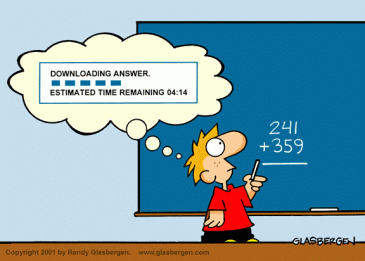 DOWNLOADING ANSWER.
ESTIMATED TIME REMAINING 04:14
241
+359
GLASBERGEN
Copyright 2001 by Randy Glasbergen. www.glasbergen.com